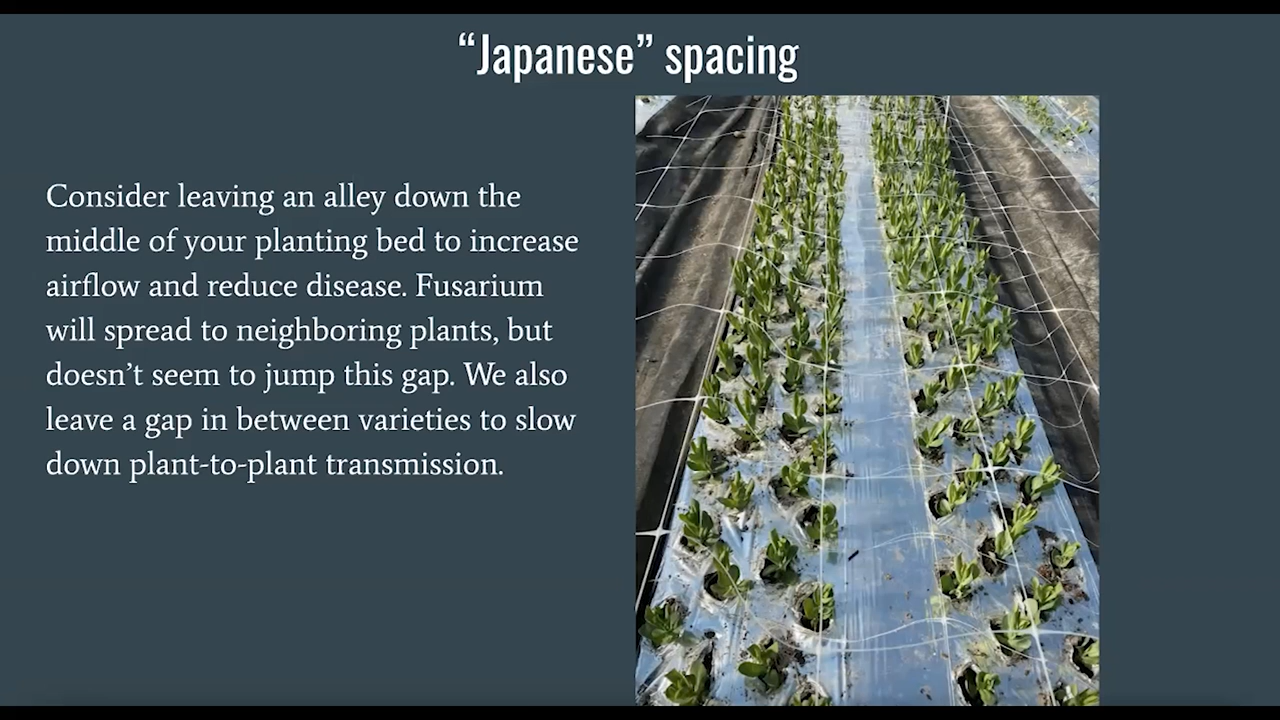 “Japanese” spacing
Consider leaving an alley down the
middle of your planting bed to increase
airflow and reduce disease. Fusarium
will spread to neighboring plants, but
doesn’t seem to jump this gap. We also
leave a gap in between varieties to slow
down plant-to-plant transmission.